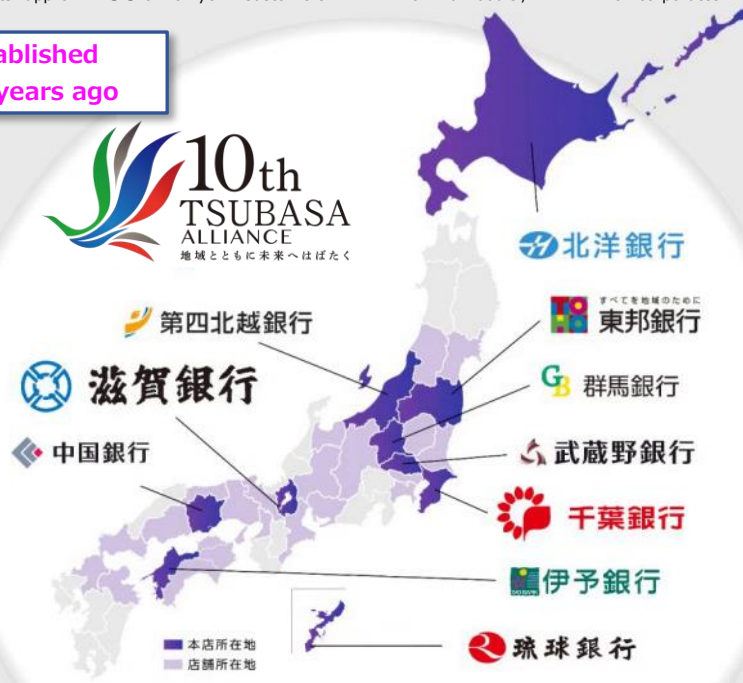 ablished
years ago
10th
TSUBASA
ALLIANCE
地域とともに未来へはばたく
北洋銀行
第四北越銀行
TOHO
すべてを地域のために
東邦銀行
滋賀銀行
GB
群馬銀行
中国銀行
武蔵野銀行
千葉銀行
伊予銀行
本店所在地
店舗所在地
琉球銀行